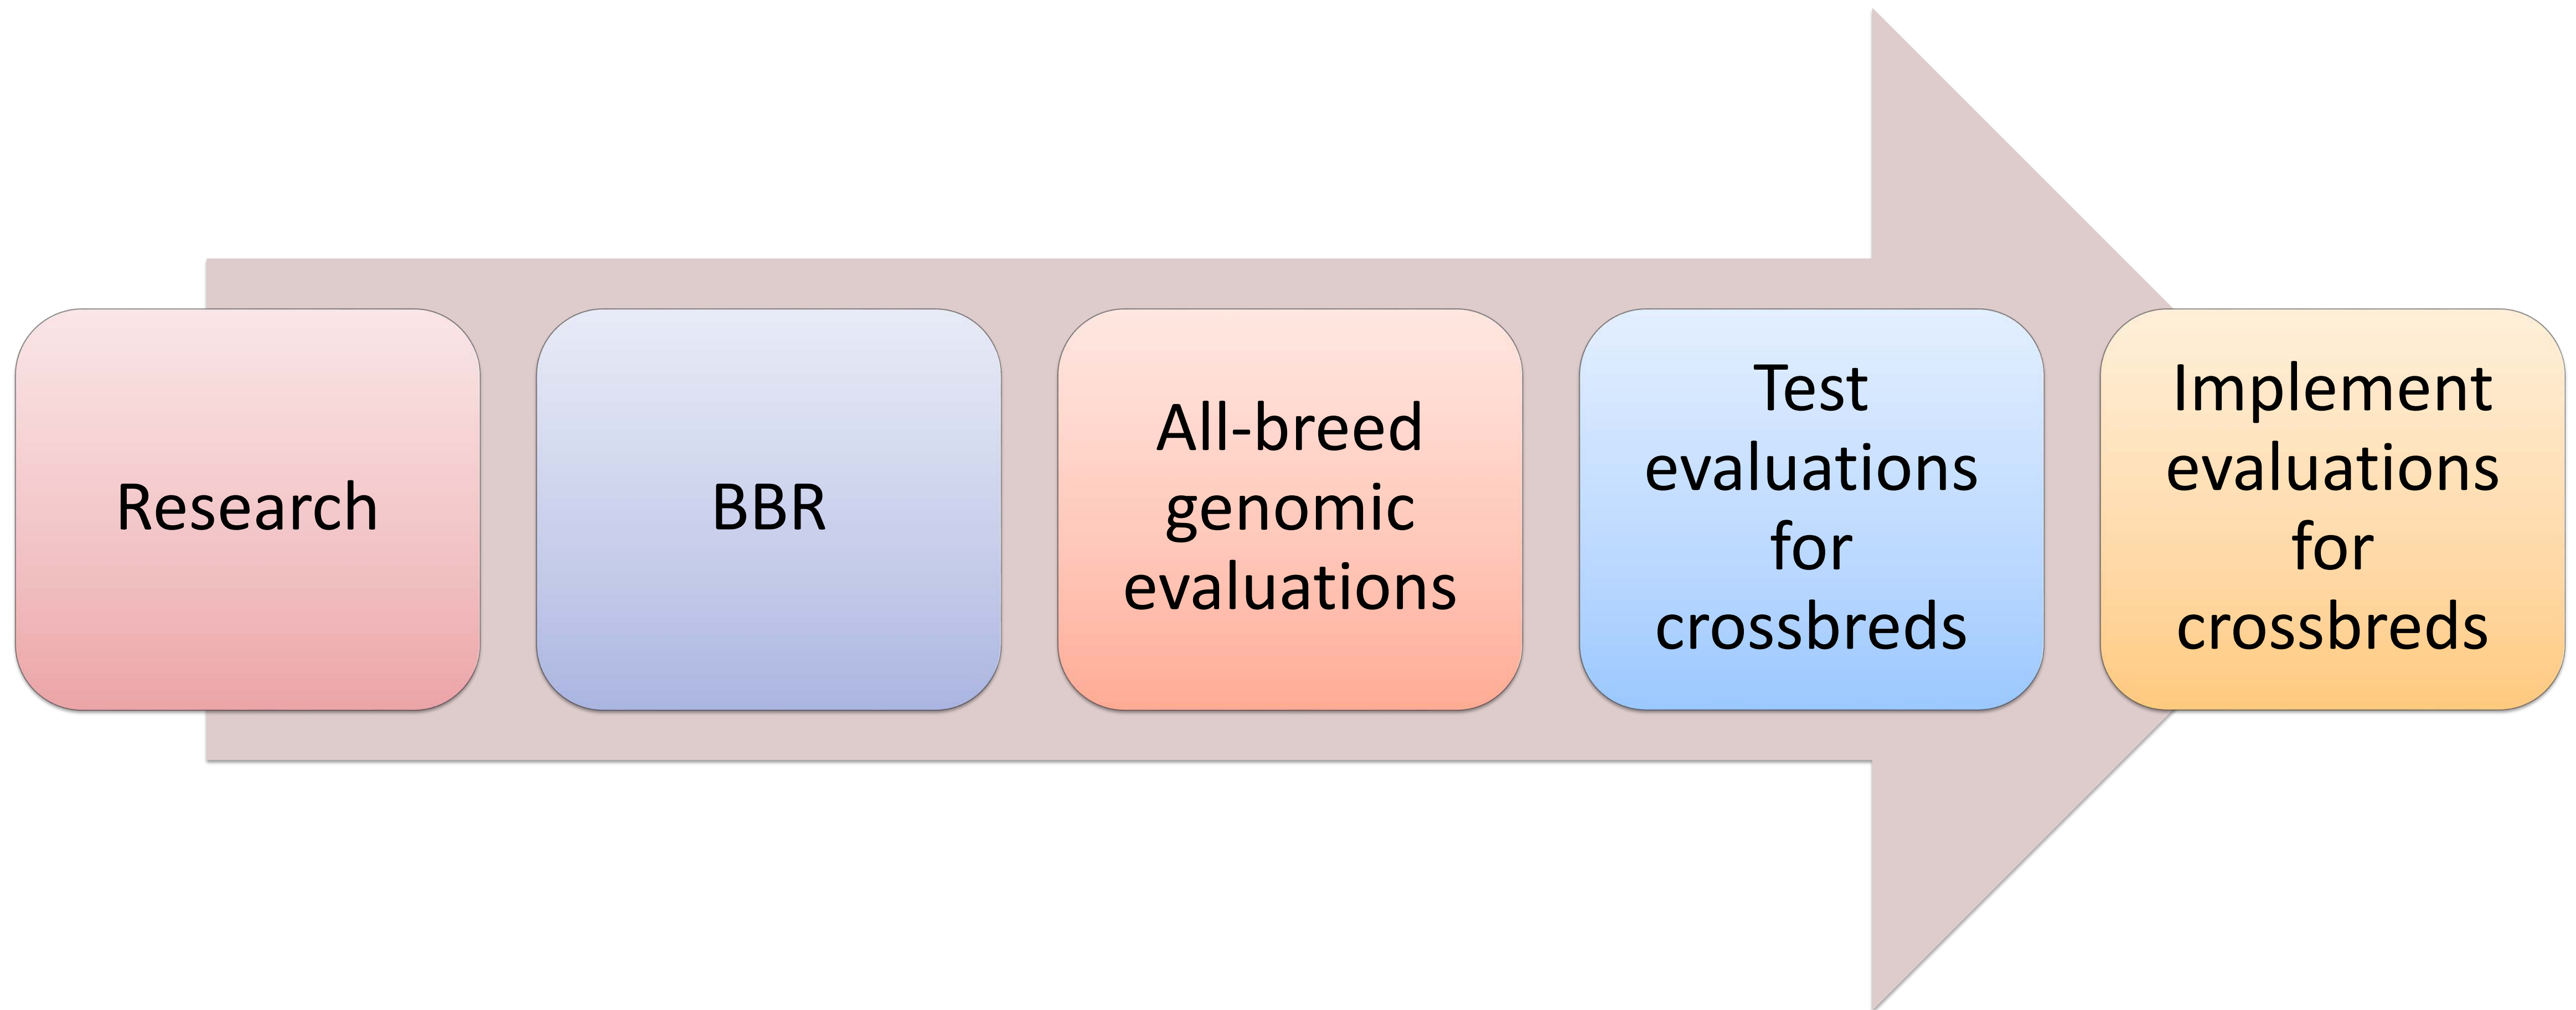 Research
BBR
All-breed
genomic
evaluations
Test
evaluations
for
crossbreds
Implement
evaluations
for
crossbreds